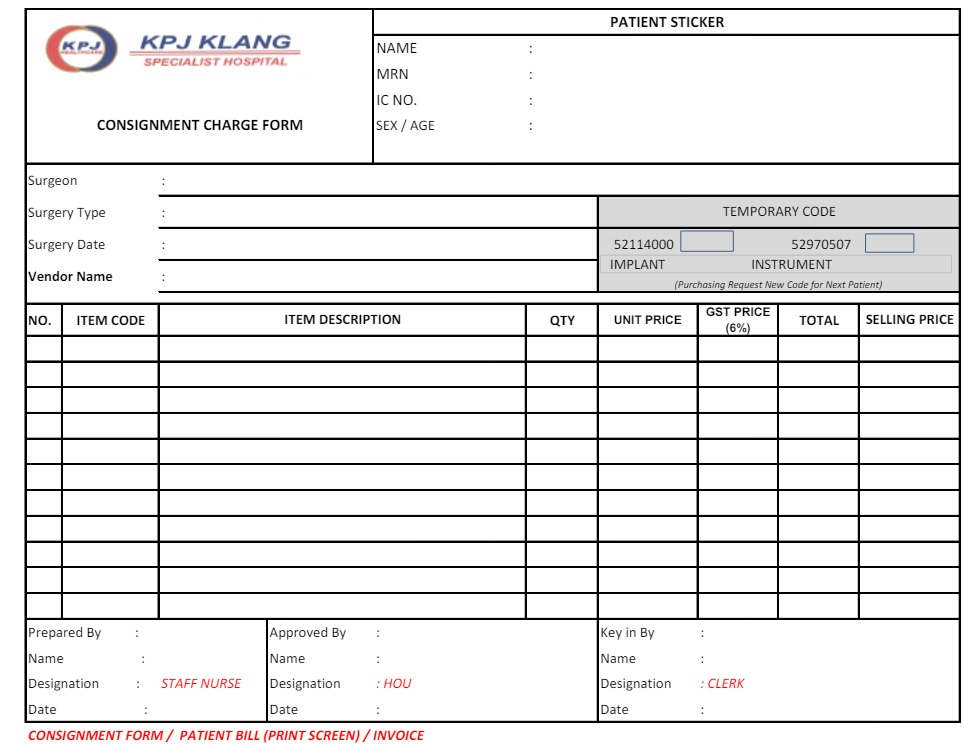 KPJ
HEALTHCARE
KPJ KLANG
SPECIALIST HOSPITAL
CONSIGNMENT CHARGE FORM
PATIENT STICKER
NAME :
MRN :
IC NO. :
SEX / AGE :
Surgeon :
Surgery Type :
Surgery Date :
Vendor Name :
TEMPORARY CODE
52114000 52970507
IMPLANT INSTRUMENT
(Purchasing Request New Code for Next Patient)
NO. ITEM CODE ITEM DESCRIPTION QTY UNIT PRICE GST PRICE (6%) TOTAL SELLING PRICE
Prepared By :
Name :
Designation : STAFF NURSE
Date :
Approved By :
Name :
Designation : HOU
Date :
Key in By :
Name :
Designation : CLERK
Date :
CONSIGNMENT FORM / PATIENT BILL (PRINT SCREEN) / INVOICE